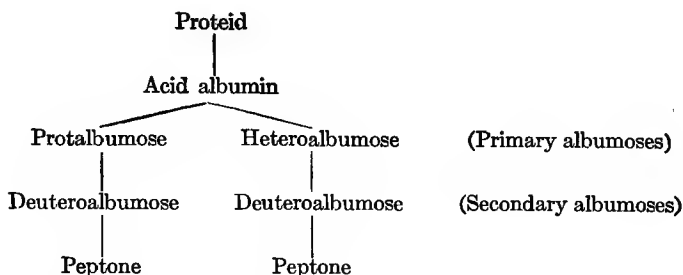 Proteid
Acid albumin
Protalbumose Heteroalbumose (Primary albumoses)
Deuteroalbumose Deuteroalbumose (Secondary albumoses)
Peptone Peptone